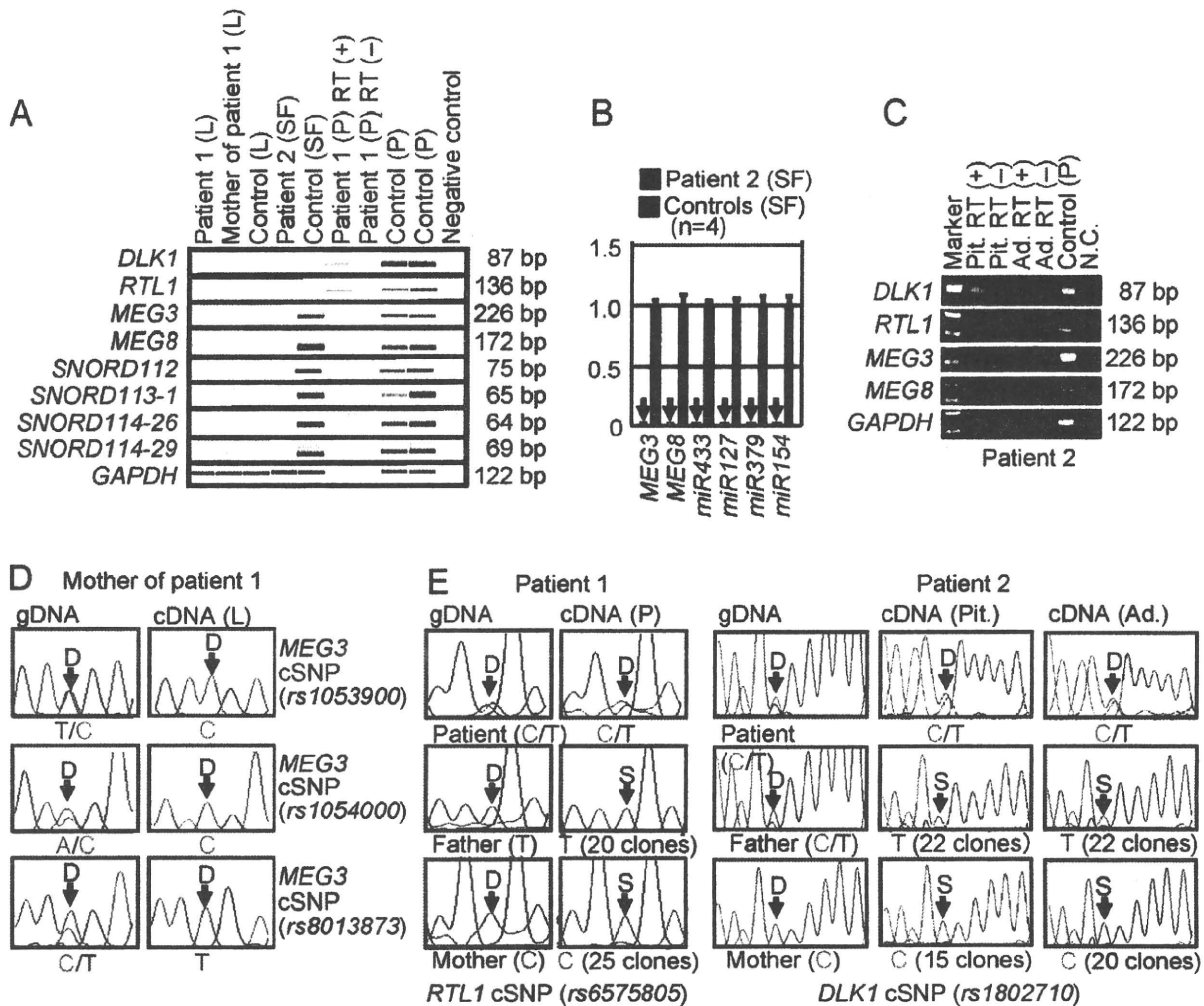 A
Patient 1 (L)
Mother of patient 1 (L)
Control (L)
Patient 2 (SF)
Control (SF)
Patient 1 (P) RT (+)
Patient 1 (P) RT (−)
Control (P)
Control (P)
Negative control
DLK1 87 bp
RTL1 136 bp
MEG3 226 bp
MEG8 172 bp
SNORD112 75 bp
SNORD113-1 65 bp
SNORD114-26 64 bp
SNORD114-29 69 bp
GAPDH 122 bp
B
Patient 2 (SF)
Controls (SF)
(n=4)
1.5
1.0
0.5
0
MEG3
MEG8
miR433
miR127
miR379
miR154
C
Marker
Pit. RT (+)
Pit. RT (−)
Ad. RT (+)
Ad. RT (−)
Control (P)
N.C.
DLK1 87 bp
RTL1 136 bp
MEG3 226 bp
MEG8 172 bp
GAPDH 122 bp
Patient 2
D
Mother of patient 1
gDNA cDNA (L)
D D
MEG3
cSNP
(rs1053900)
T/C C
D D
MEG3
cSNP
(rs1054000)
A/C C
D D
MEG3
cSNP
(rs8013873)
C/T T
E
Patient 1
gDNA cDNA (P)
D D
Patient (C/T) C/T
D S
Father (T) T (20 clones)
D S
Mother (C) C (25 clones)
RTL1 cSNP (rs6575805)
Patient 2
gDNA cDNA (Pit.) cDNA (Ad.)
D D D
Patient (C/T) C/T C/T
D S S
Father (C/T) T (22 clones) T (22 clones)
D S S
Mother (C) C (15 clones) C (20 clones)
DLK1 cSNP (rs1802710)